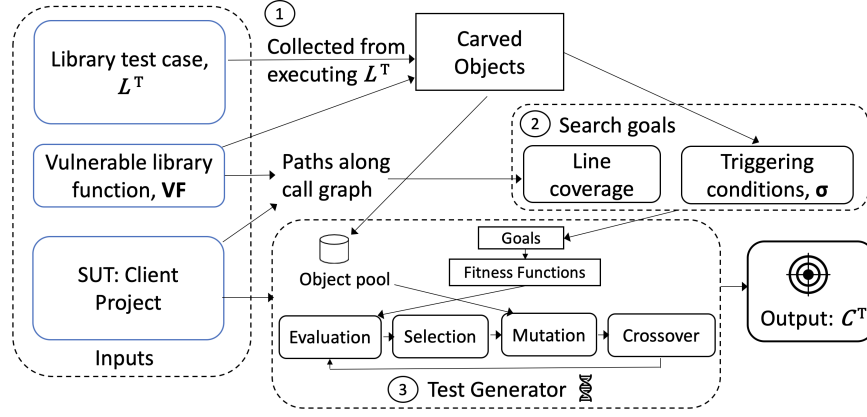 1
Library test case,
L^T
Collected from
executing L^T
Carved
Objects
2 Search goals
Vulnerable library
function, VF
Paths along
call graph
Line
coverage
Triggering
conditions, σ
SUT: Client
Project
Inputs
Object pool
Goals
Fitness Functions
Evaluation
Selection
Mutation
Crossover
3 Test Generator
Output: C^T